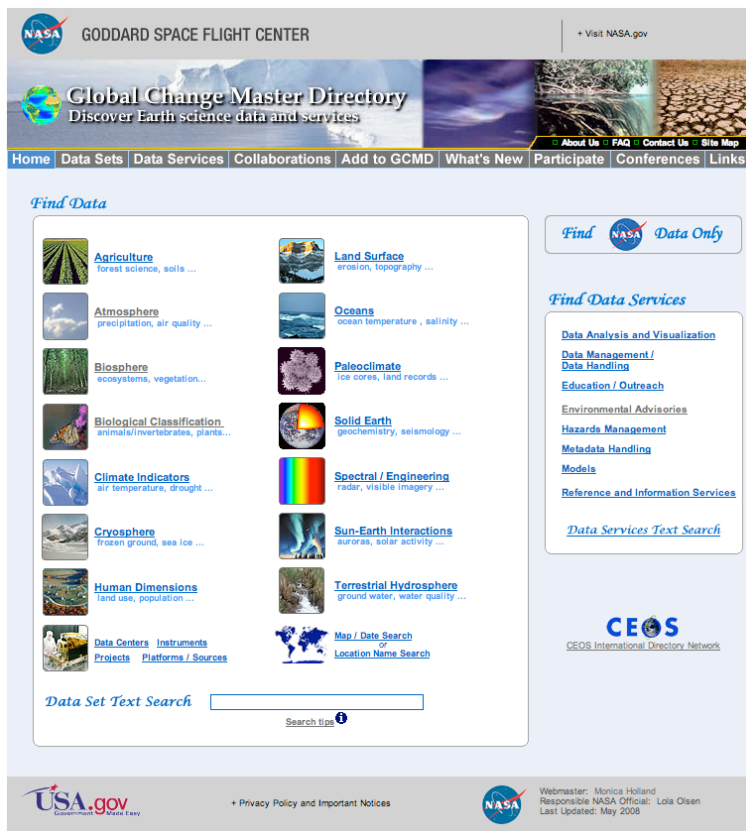 NASA
GODDARD SPACE FLIGHT CENTER
+ Visit NASA.gov
Global Change Master Directory
Discover Earth science data and services
About Us FAQ Contact Us Site Map
Home Data Sets Data Services Collaborations Add to GCMD What's New Participate Conferences Links
Find Data
Agriculture
forest science, soils ...
Atmosphere
precipitation, air quality ...
Biosphere
ecosystems, vegetation...
Biological Classification
animals/invertebrates, plants...
Climate Indicators
air temperature, drought ...
Cryosphere
frozen ground, sea ice ...
Human Dimensions
land use, population ...
Data Centers Instruments
Projects Platforms / Sources
Land Surface
erosion, topography ...
Oceans
ocean temperature , salinity ...
Paleoclimate
ice cores, land records ...
Solid Earth
geochemistry, seismology ...
Spectral / Engineering
radar, visible imagery ...
Sun-Earth Interactions
auroras, solar activity ...
Terrestrial Hydrosphere
ground water, water quality ...
Map / Date Search
or
Location Name Search
Data Set Text Search
Search tips i
Find NASA Data Only
Find Data Services
Data Analysis and Visualization
Data Management /
Data Handling
Education / Outreach
Environmental Advisories
Hazards Management
Metadata Handling
Models
Reference and Information Services
Data Services Text Search
CEOS
CEOS International Directory Network
USA.gov
Government Made Easy
+ Privacy Policy and Important Notices
NASA
Webmaster: Monica Holland
Responsible NASA Official: Lola Olsen
Last Updated: May 2008